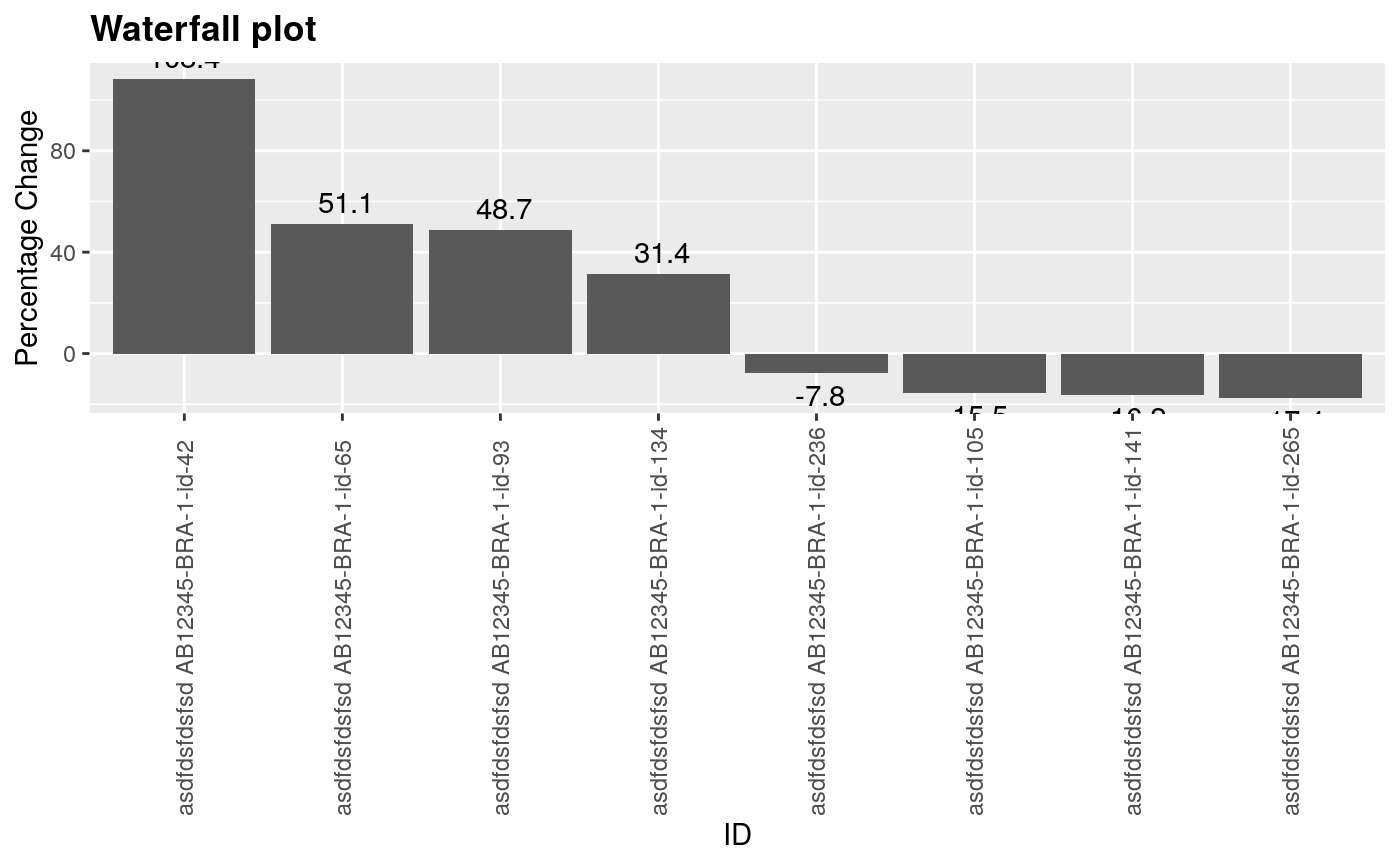 Waterfall plot
Percentage Change
80
40
0
51.1
48.7
31.4
-7.8
asdfdsfdsfsd AB12345-BRA-1-id-42
asdfdsfdsfsd AB12345-BRA-1-id-65
asdfdsfdsfsd AB12345-BRA-1-id-93
asdfdsfdsfsd AB12345-BRA-1-id-134
asdfdsfdsfsd AB12345-BRA-1-id-236
asdfdsfdsfsd AB12345-BRA-1-id-105
asdfdsfdsfsd AB12345-BRA-1-id-141
asdfdsfdsfsd AB12345-BRA-1-id-265
ID